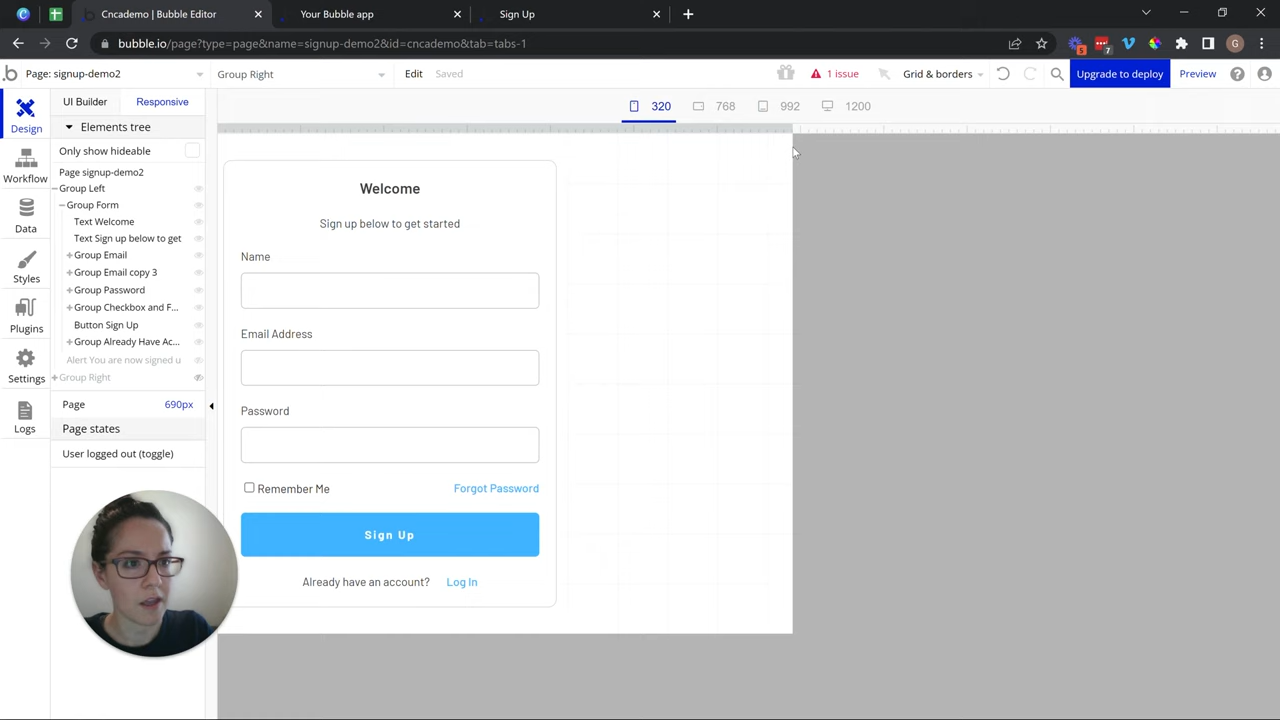 Cncademo | Bubble Editor
Your Bubble app
Sign Up
bubble.io/page?type=page&name=signup-demo2&id=cncademo&tab=tabs-1
5
7
G
Page: signup-demo2
Group Right
Edit
Saved
1 issue
Grid & borders
Upgrade to deploy
Preview
Design
Workflow
Data
Styles
Plugins
Settings
Logs
UI Builder
Responsive
Elements tree
Only show hideable
Page signup-demo2
Group Left
Group Form
Text Welcome
Text Sign up below to get
Group Email
Group Email copy 3
Group Password
Group Checkbox and F...
Button Sign Up
Group Already Have Ac...
Alert You are now signed u
Group Right
Page
690px
Page states
User logged out (toggle)
320
768
992
1200
Welcome
Sign up below to get started
Name
Email Address
Password
Remember Me
Forgot Password
Sign Up
Already have an account?
Log In